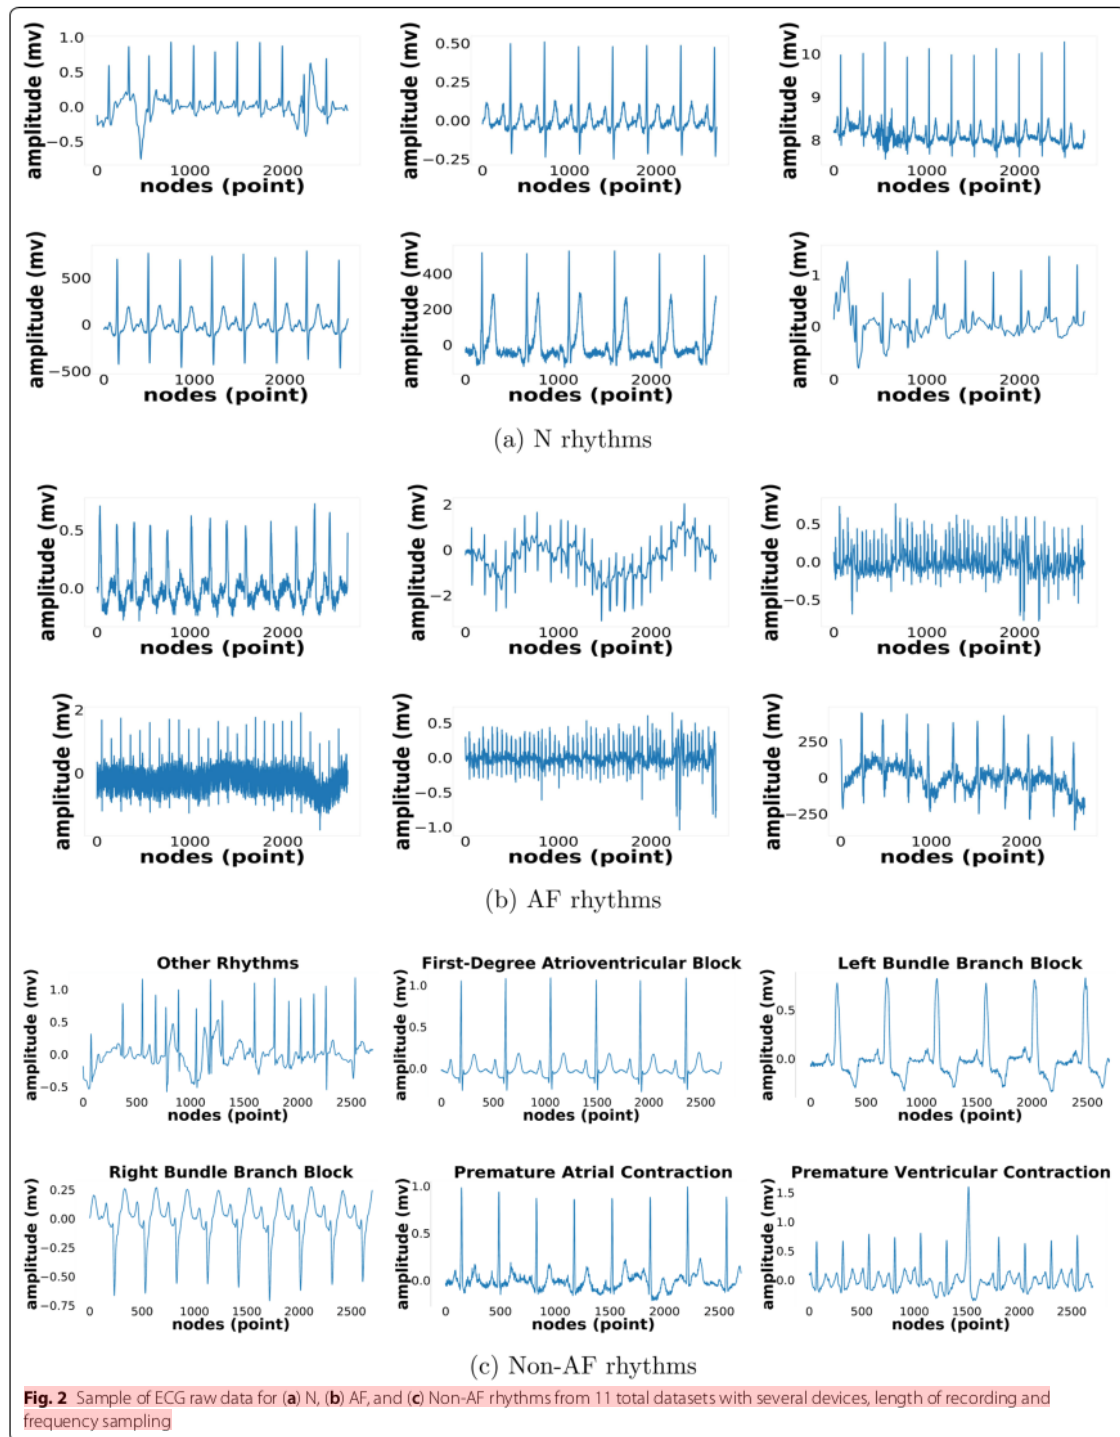 amplitude (mv)
1.0
0.5
0.0
−0.5
0 1000 2000
nodes (point)
amplitude (mv)
0.50
0.25
0.00
−0.25
0 1000 2000
nodes (point)
amplitude (mv)
10
9
8
0 1000 2000
nodes (point)
amplitude (mv)
500
0
−500
0 1000 2000
nodes (point)
amplitude (mv)
400
200
0
0 1000 2000
nodes (point)
amplitude (mv)
1
0
0 1000 2000
nodes (point)
(a) N rhythms
amplitude (mv)
0.5
0.0
0 1000 2000
nodes (point)
amplitude (mv)
2
0
−2
0 1000 2000
nodes (point)
amplitude (mv)
0.5
0.0
−0.5
0 1000 2000
nodes (point)
amplitude (mv)
2
0
0 1000 2000
nodes (point)
amplitude (mv)
0.5
0.0
−0.5
−1.0
0 1000 2000
nodes (point)
amplitude (mv)
250
0
−250
0 1000 2000
nodes (point)
(b) AF rhythms
Other Rhythms
amplitude (mv)
1.0
0.5
0.0
−0.5
0 500 1000 1500 2000 2500
nodes (point)
First-Degree Atrioventricular Block
amplitude (mv)
1.0
0.5
0.0
0 500 1000 1500 2000 2500
nodes (point)
Left Bundle Branch Block
amplitude (mv)
0.5
0.0
0 500 1000 1500 2000 2500
nodes (point)
Right Bundle Branch Block
amplitude (mv)
0.25
0.00
−0.25
−0.50
−0.75
0 500 1000 1500 2000 2500
nodes (point)
Premature Atrial Contraction
amplitude (mv)
1.0
0.5
0.0
0 500 1000 1500 2000 2500
nodes (point)
Premature Ventricular Contraction
amplitude (mv)
1.5
1.0
0.5
0.0
0 500 1000 1500 2000 2500
nodes (point)
(c) Non-AF rhythms
Fig. 2 Sample of ECG raw data for (a) N, (b) AF, and (c) Non-AF rhythms from 11 total datasets with several devices, length of recording and
frequency sampling